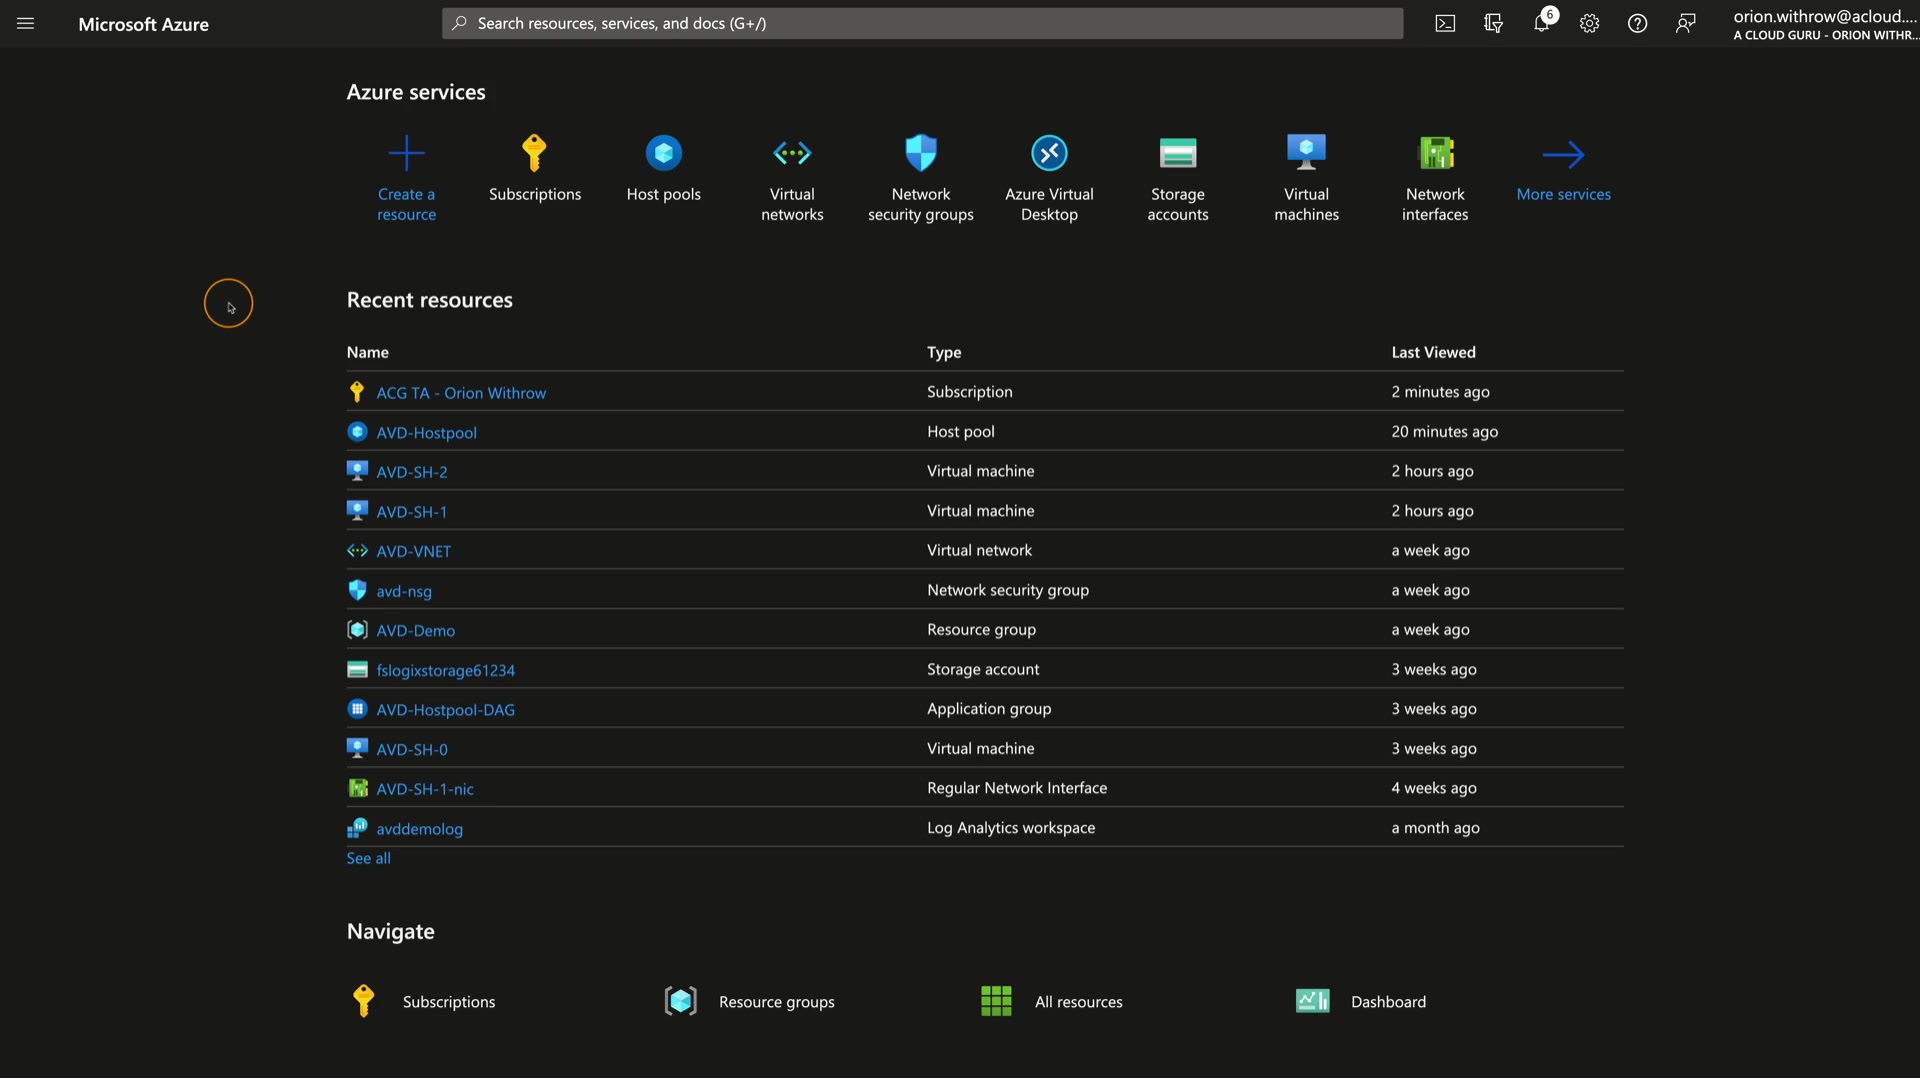 Microsoft Azure
Search resources, services, and docs (G+/)
6
orion.withrow@acloud....
A CLOUD GURU - ORION WITHR...
Azure services
Create a
resource
Subscriptions
Host pools
Virtual
networks
Network
security groups
Azure Virtual
Desktop
Storage
accounts
Virtual
machines
Network
interfaces
More services
Recent resources
Name Type Last Viewed
ACG TA - Orion Withrow Subscription 2 minutes ago
AVD-Hostpool Host pool 20 minutes ago
AVD-SH-2 Virtual machine 2 hours ago
AVD-SH-1 Virtual machine 2 hours ago
AVD-VNET Virtual network a week ago
avd-nsg Network security group a week ago
AVD-Demo Resource group a week ago
fslogixstorage61234 Storage account 3 weeks ago
AVD-Hostpool-DAG Application group 3 weeks ago
AVD-SH-0 Virtual machine 3 weeks ago
AVD-SH-1-nic Regular Network Interface 4 weeks ago
avddemolog Log Analytics workspace a month ago
See all
Navigate
Subscriptions Resource groups All resources Dashboard